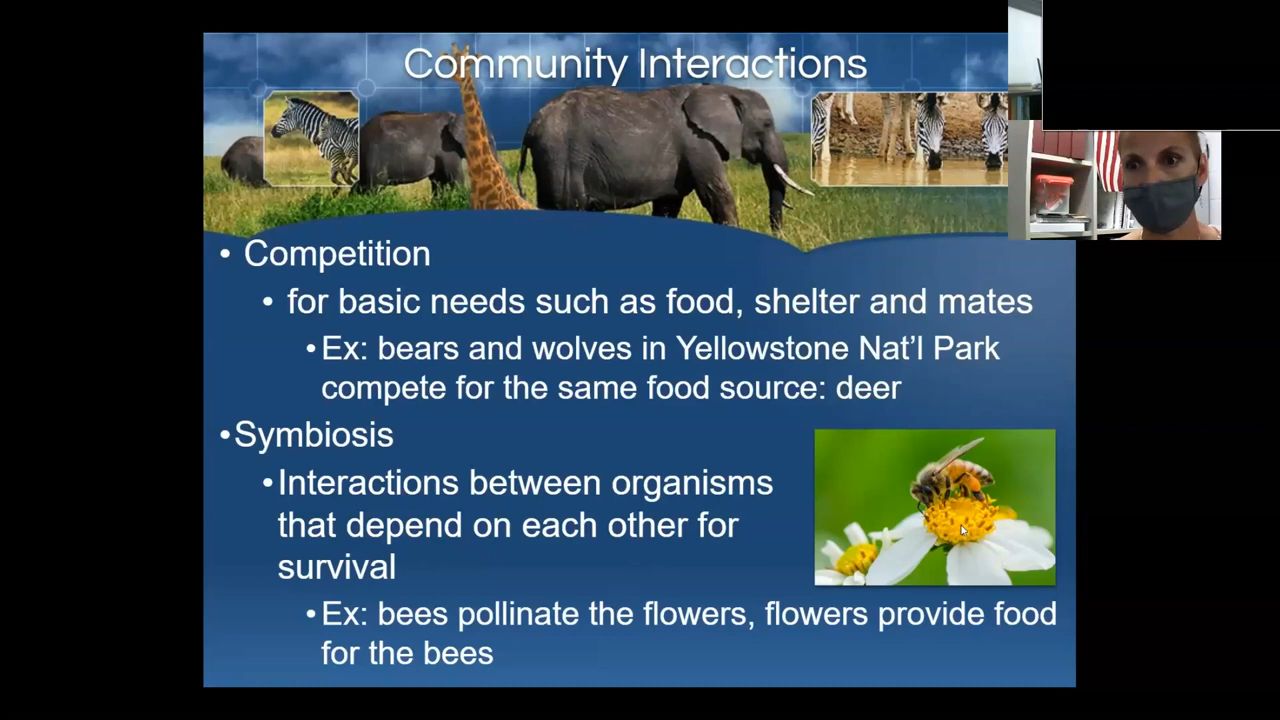 Community Interactions
• Competition
• for basic needs such as food, shelter and mates
• Ex: bears and wolves in Yellowstone Nat’l Park
compete for the same food source: deer
• Symbiosis
• Interactions between organisms
that depend on each other for
survival
• Ex: bees pollinate the flowers, flowers provide food
for the bees